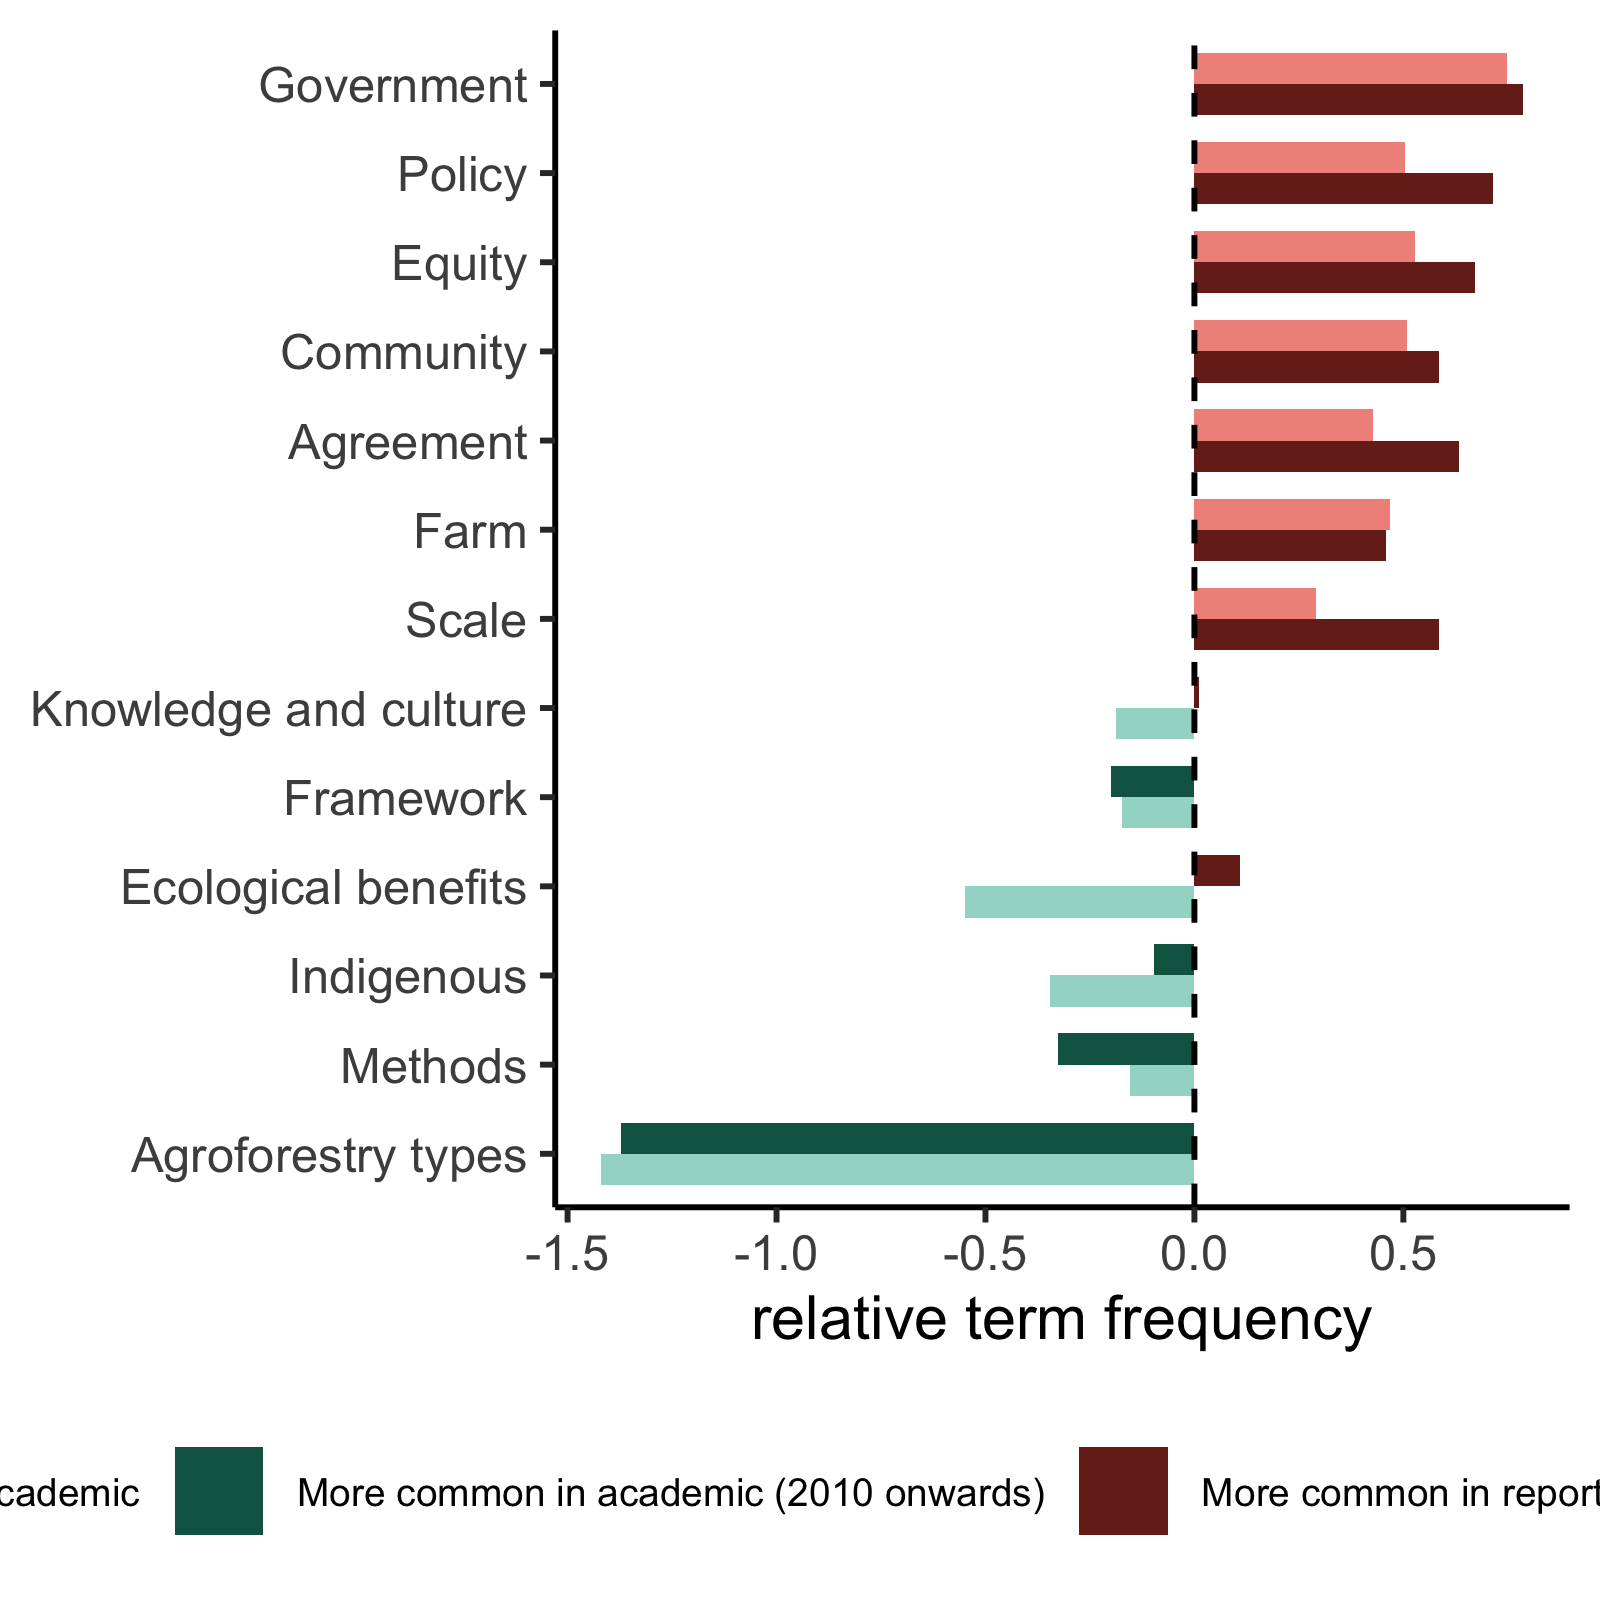 Government
Policy
Equity
Community
Agreement
Farm
Scale
Knowledge and culture
Framework
Ecological benefits
Indigenous
Methods
Agroforestry types
-1.5 -1.0 -0.5 0.0 0.5
relative term frequency
cademic More common in academic (2010 onwards) More common in report